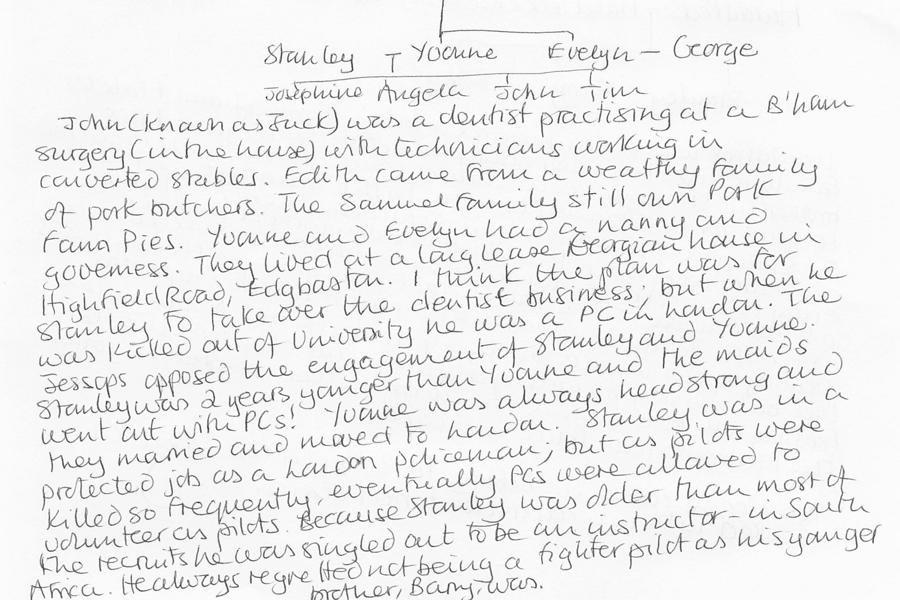 Stanley T Yvonne Evelyn — George
Josephine Angela John Tim
John (known as Jack) was a dentist practising at a B'ham
surgery (in the house) with technicians working in
converted stables. Edith came from a wealthy family
of pork butchers. The Samuel family still own Pork
Farm Pies. Yvonne and Evelyn had a nanny and
governess. They lived at a long lease Georgian house in
Highfield Road, Edgbaston. I think the plan was for
Stanley to take over the dentist business, but when he
was kicked out of University he was a PC in London. The
Jessops opposed the engagement of Stanley and Yvonne.
Stanley was 2 years younger than Yvonne and the maids
went out with PCs! Yvonne was always headstrong and
they married and moved to London. Stanley was in a
protected job as a London policeman, but as pilots were
killed so frequently, eventually PCs were allowed to
volunteer as pilots. Because Stanley was older than most of
the recruits he was singled out to be an instructor - in South
Africa. He always regretted not being a fighter pilot as his younger
brother, Barry, was.